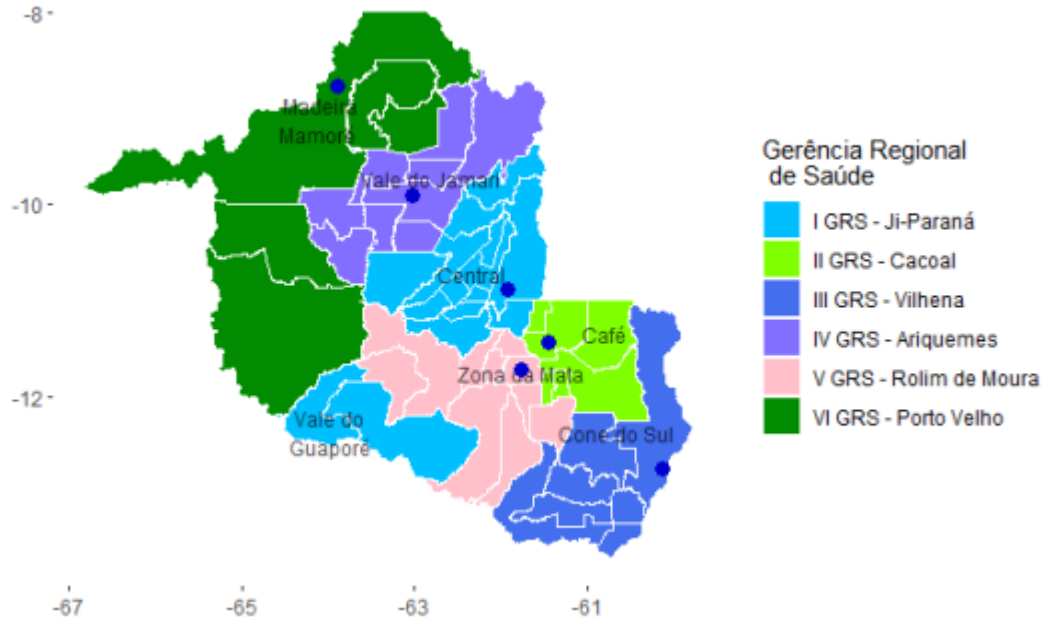 -8
-10
-12
-67
-65
-63
-61
Madeira
Mamoré
Vale do Jamari
Central
Café
Zona da Mata
Vale do
Guaporé
Cone do Sul
Gerência Regional
de Saúde
I GRS - Ji-Paraná
II GRS - Cacoal
III GRS - Vilhena
IV GRS - Ariquemes
V GRS - Rolim de Moura
VI GRS - Porto Velho